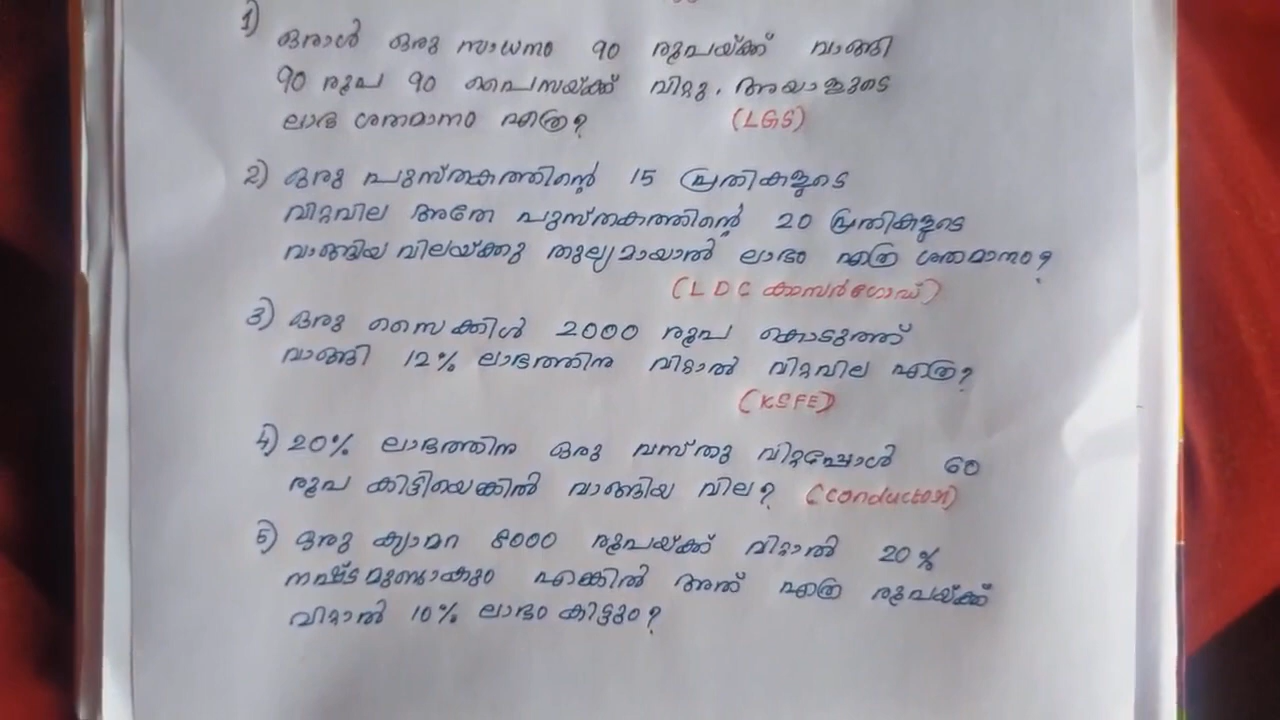 1) ഒരാൾ ഒരു സാധനം 90 രൂപയ്ക്ക് വാങ്ങി
90 രൂപ 90 പൈസയ്ക്ക് വിറ്റു. അയാളുടെ
ലാഭ ശതമാനം എത്ര?
(LGS)
2) ഒരു പുസ്തകത്തിന്റെ 15 പ്രതികളുടെ
വിറ്റവില അതേ പുസ്തകത്തിന്റെ 20 പ്രതികളുടെ
വാങ്ങിയ വിലയ്ക്കു തുല്യമായാൽ ലാഭം എത്ര ശതമാനം?
(LDC കാസർഗോഡ്)
3) ഒരു സൈക്കിൾ 2000 രൂപ കൊടുത്ത്
വാങ്ങി 12% ലാഭത്തിനു വിറ്റാൽ വിറ്റവില എത്ര?
(KSFE)
4) 20% ലാഭത്തിന ഒരു വസ്തു വിറ്റപ്പോൾ 60
രൂപ കിട്ടിയെങ്കിൽ വാങ്ങിയ വില? (Conductor)
5) ഒരു ക്യാമറ 8000 രൂപയ്ക്ക് വിറ്റാൽ 20%
നഷ്ടമുണ്ടാകും എങ്കിൽ അത് എത്ര രൂപയ്ക്ക്
വിറ്റാൽ 10% ലാഭം കിട്ടും?